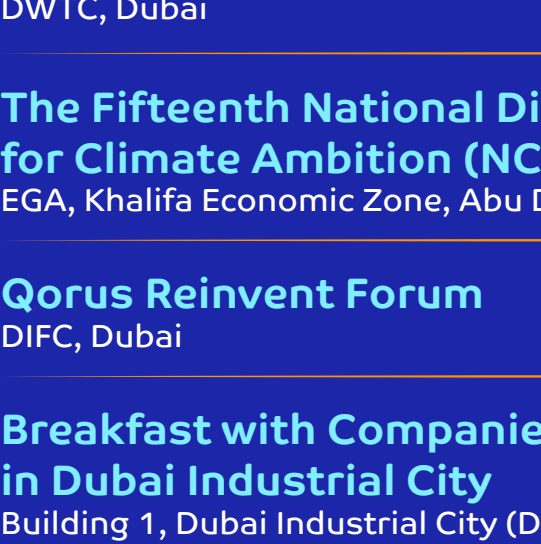 DWTC, Dubai
The Fifteenth National Di
for Climate Ambition (NC
EGA, Khalifa Economic Zone, Abu D
Qorus Reinvent Forum
DIFC, Dubai
Breakfast with Companie
in Dubai Industrial City
Building 1, Dubai Industrial City (D